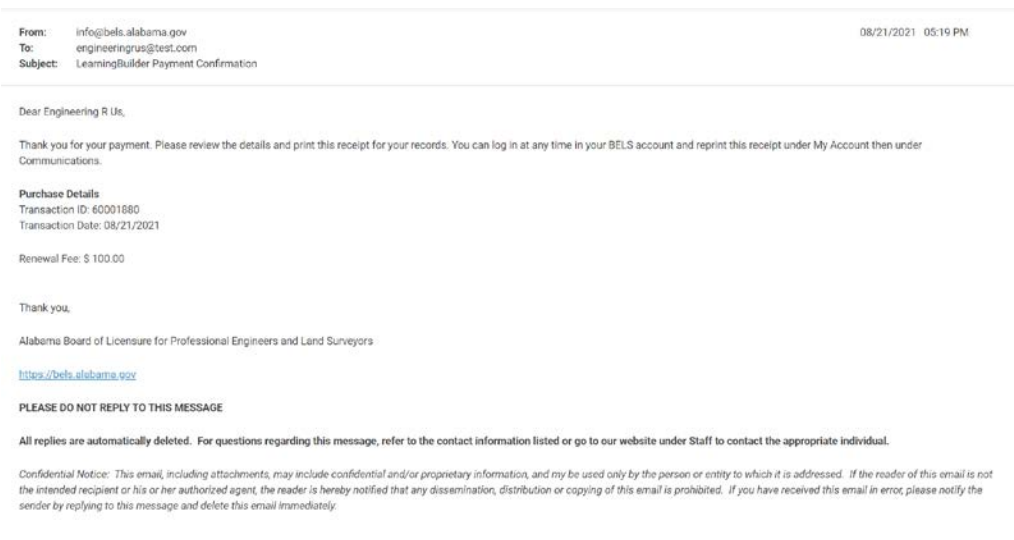 From: info@bels.alabama.gov 08/21/2021 05:19 PM
To: engineeringrus@test.com
Subject: LearningBuilder Payment Confirmation
Dear Engineering R Us,
Thank you for your payment. Please review the details and print this receipt for your records. You can log in at any time in your BELS account and reprint this receipt under My Account then under
Communications.
Purchase Details
Transaction ID: 60001880
Transaction Date: 08/21/2021
Renewal Fee: $ 100.00
Thank you,
Alabama Board of Licensure for Professional Engineers and Land Surveyors
https://bels.alabama.gov
PLEASE DO NOT REPLY TO THIS MESSAGE
All replies are automatically deleted. For questions regarding this message, refer to the contact information listed or go to our website under Staff to contact the appropriate individual.
Confidential Notice: This email, including attachments, may include confidential and/or proprietary information, and my be used only by the person or entity to which it is addressed. If the reader of this email is not
the intended recipient or his or her authorized agent, the reader is hereby notified that any dissemination, distribution or copying of this email is prohibited. If you have received this email in error, please notify the
sender by replying to this message and delete this email immediately.